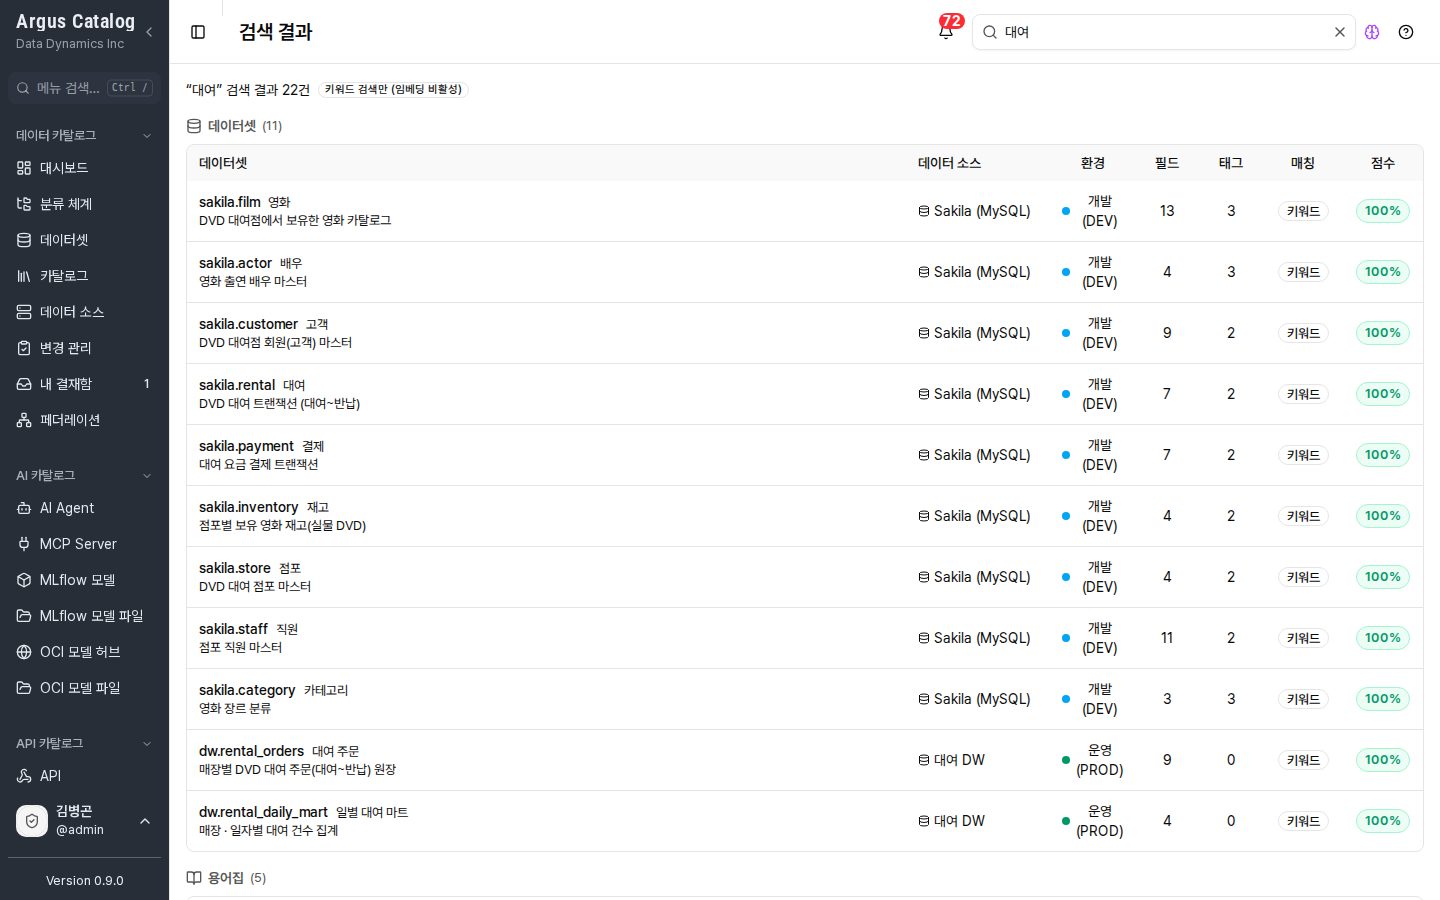 Argus Catalog
Data Dynamics Inc
메뉴 검색... Ctrl /
데이터 카탈로그
대시보드
분류 체계
데이터셋
카탈로그
데이터 소스
변경 관리
내 결재함 1
페더레이션
AI 카탈로그
AI Agent
MCP Server
MLflow 모델
MLflow 모델 파일
OCI 모델 허브
OCI 모델 파일
API 카탈로그
API
김병곤
@admin
Version 0.9.0
검색 결과
72
대여
“대여” 검색 결과 22건 키워드 검색만 (임베딩 비활성)
데이터셋 (11)
데이터셋 데이터 소스 환경 필드 태그 매칭 점수
sakila.film 영화
DVD 대여점에서 보유한 영화 카탈로그
Sakila (MySQL) 개발 (DEV) 13 3 키워드 100%
sakila.actor 배우
영화 출연 배우 마스터
Sakila (MySQL) 개발 (DEV) 4 3 키워드 100%
sakila.customer 고객
DVD 대여점 회원(고객) 마스터
Sakila (MySQL) 개발 (DEV) 9 2 키워드 100%
sakila.rental 대여
DVD 대여 트랜잭션 (대여~반납)
Sakila (MySQL) 개발 (DEV) 7 2 키워드 100%
sakila.payment 결제
대여 요금 결제 트랜잭션
Sakila (MySQL) 개발 (DEV) 7 2 키워드 100%
sakila.inventory 재고
점포별 보유 영화 재고(실물 DVD)
Sakila (MySQL) 개발 (DEV) 4 2 키워드 100%
sakila.store 점포
DVD 대여 점포 마스터
Sakila (MySQL) 개발 (DEV) 4 2 키워드 100%
sakila.staff 직원
점포 직원 마스터
Sakila (MySQL) 개발 (DEV) 11 2 키워드 100%
sakila.category 카테고리
영화 장르 분류
Sakila (MySQL) 개발 (DEV) 3 3 키워드 100%
dw.rental_orders 대여 주문
매장별 DVD 대여 주문(대여~반납) 원장
대여 DW 운영 (PROD) 9 0 키워드 100%
dw.rental_daily_mart 일별 대여 마트
매장 · 일자별 대여 건수 집계
대여 DW 운영 (PROD) 4 0 키워드 100%
용어집 (5)